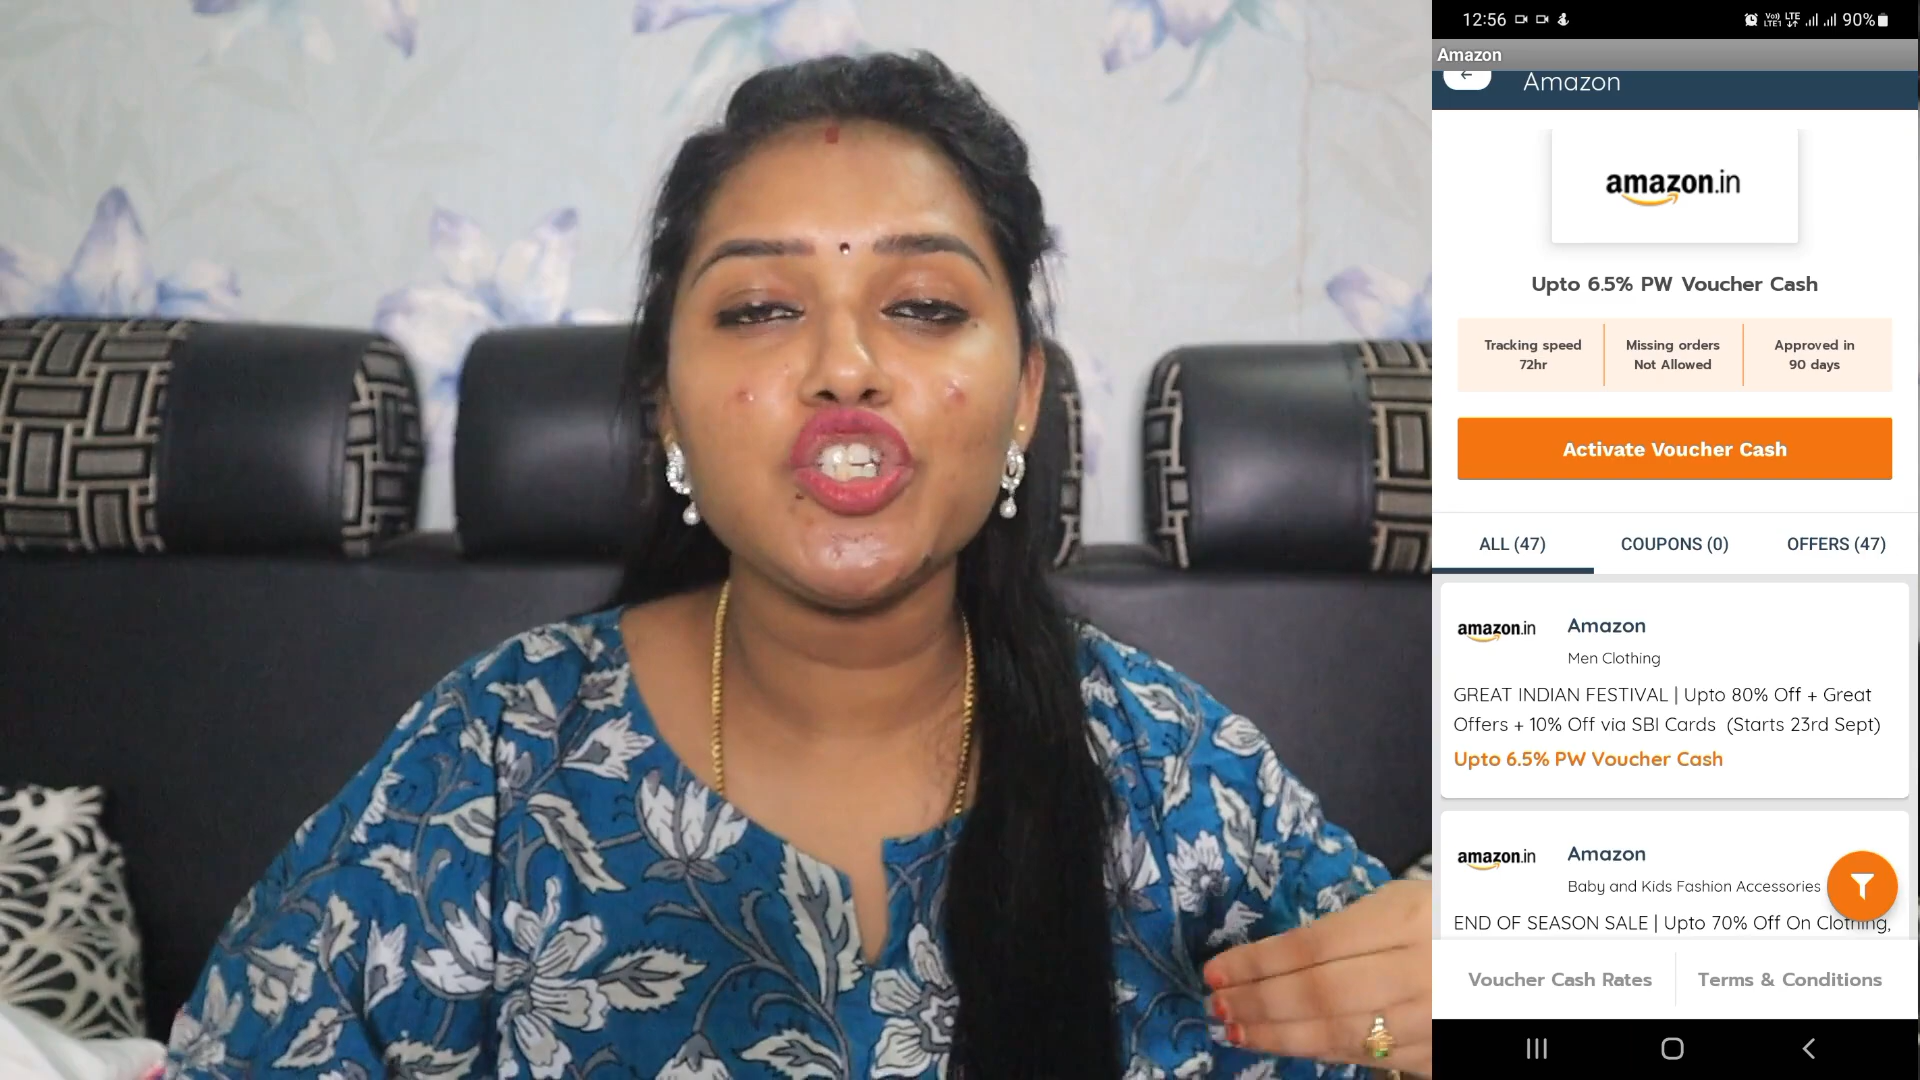 12:56
Vo) LTE1 LTE 90%
Amazon
Amazon
amazon.in
Upto 6.5% PW Voucher Cash
Tracking speed
72hr
Missing orders
Not Allowed
Approved in
90 days
Activate Voucher Cash
ALL (47) COUPONS (0) OFFERS (47)
amazon.in
Amazon
Men Clothing
GREAT INDIAN FESTIVAL | Upto 80% Off + Great
Offers + 10% Off via SBI Cards (Starts 23rd Sept)
Upto 6.5% PW Voucher Cash
amazon.in
Amazon
Baby and Kids Fashion Accessories
END OF SEASON SALE | Upto 70% Off On Clothing,
Voucher Cash Rates Terms & Conditions